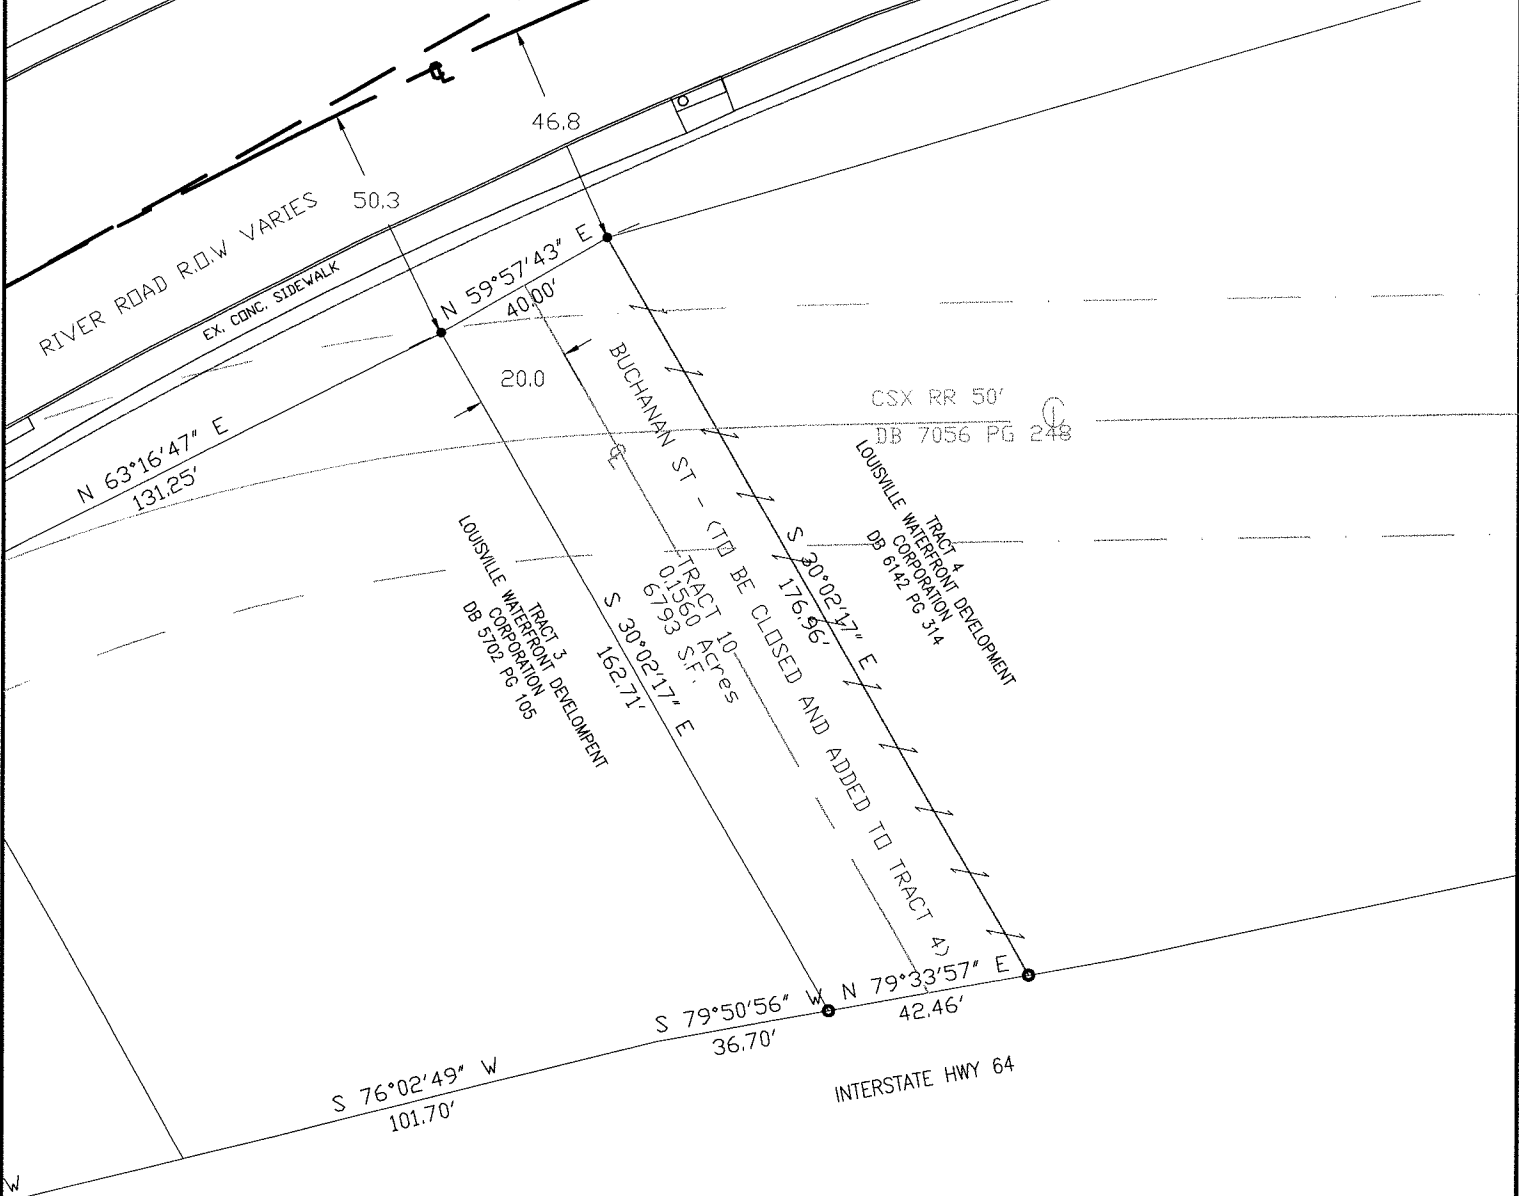 46.8
50.3
RIVER ROAD R.O.W VARIES
EX. CONC. SIDEWALK
N 59°57'43" E
40.00'
20.0
N 63°16'47" E
131.25'
BUCHANAN ST - (TO BE CLOSED AND ADDED TO TRACT 4)
CSX RR 50'
DB 7056 PG 248
TRACT 4
LOUISVILLE WATERFRONT DEVELOPMENT
CORPORATION
DB 6142 PG 314
S 30°02'17" E
176.96'
TRACT 10
0.1560 Acres
6793 S.F.
TRACT 3
LOUISVILLE WATERFRONT DEVELOMPENT
CORPORATION
DB 5702 PG 105
S 30°02'17" E
162.71'
N 79°33'57" E
42.46'
S 79°50'56" W
36.70'
S 76°02'49" W
101.70'
INTERSTATE HWY 64
W